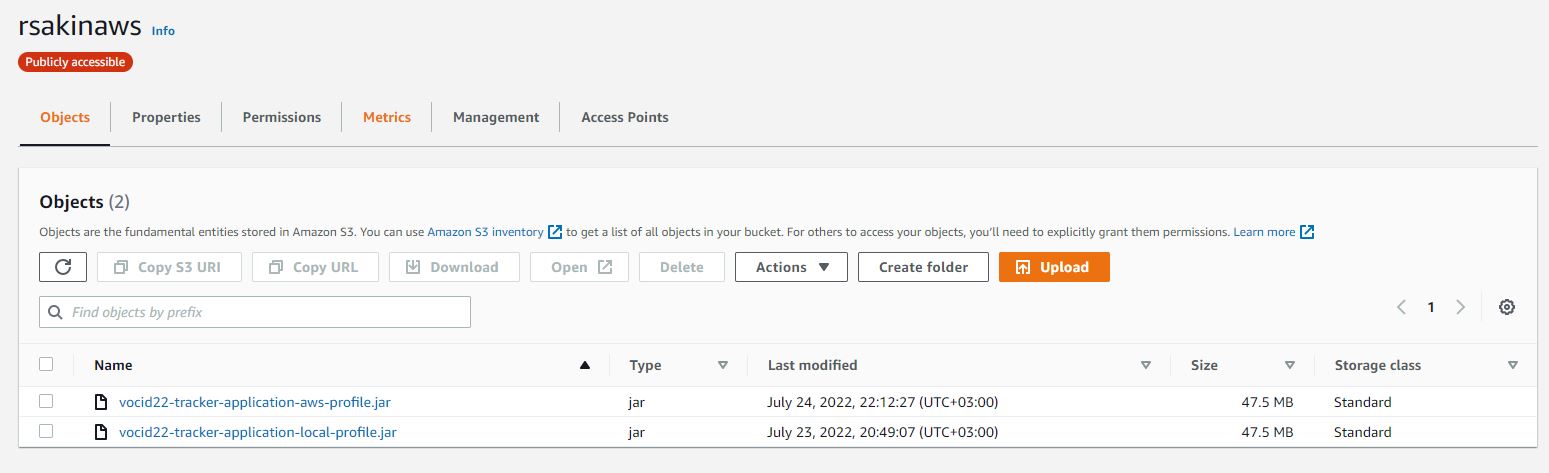 rsakinaws Info
Publicly accessible
Objects Properties Permissions Metrics Management Access Points
Objects (2)
Objects are the fundamental entities stored in Amazon S3. You can use Amazon S3 inventory to get a list of all objects in your bucket. For others to access your objects, you'll need to explicitly grant them permissions. Learn more
Copy S3 URI Copy URL Download Open Delete Actions Create folder Upload
Find objects by prefix 1
Name Type Last modified Size Storage class
vocid22-tracker-application-aws-profile.jar jar July 24, 2022, 22:12:27 (UTC+03:00) 47.5 MB Standard
vocid22-tracker-application-local-profile.jar jar July 23, 2022, 20:49:07 (UTC+03:00) 47.5 MB Standard